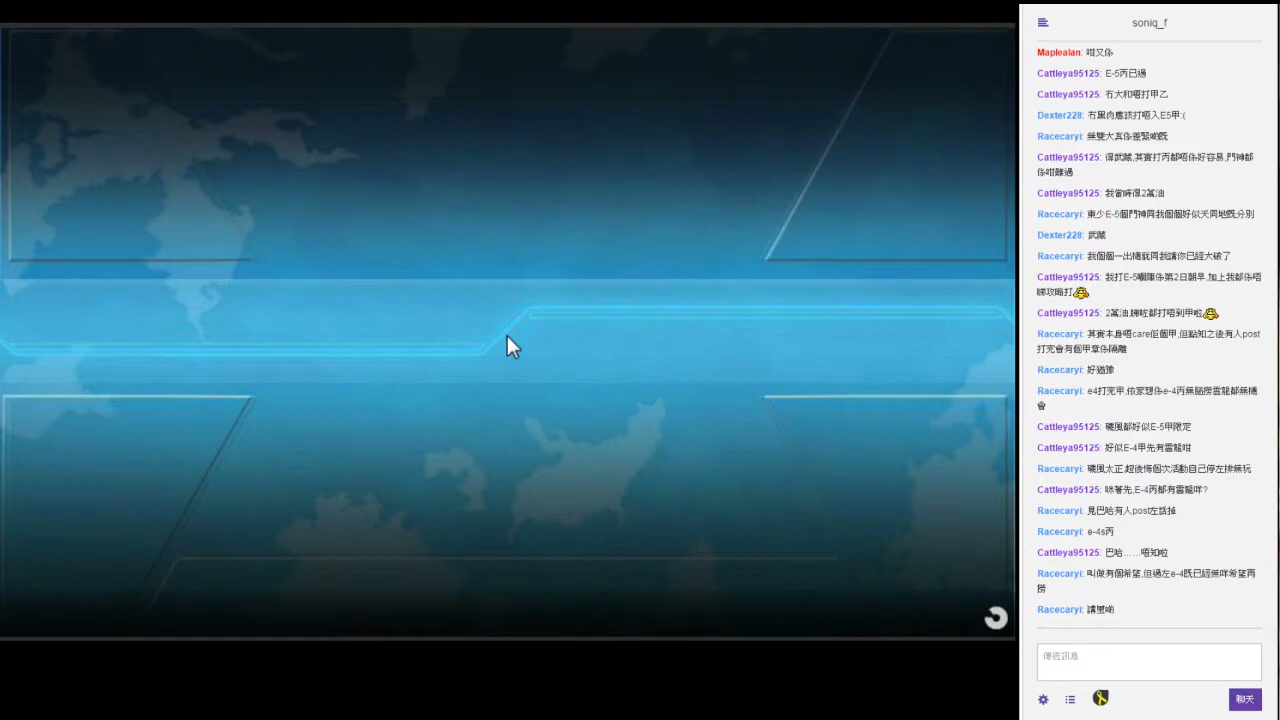 soniq_f
Maplealan: 咁又係
Cattleya95125: E-5丙已過
Cattleya95125: 冇大和唔打甲乙
Dexter228: 冇黑肉應該打唔入E5甲:(
Racecaryi: 無雙大真係差緊啲既
Cattleya95125: 得武藏,其實打丙都唔係好容易,門神都
係咁難過
Cattleya95125: 我當時得2萬油
Racecaryi: 東少E-5個門神同我個個好似天同地既分別
Dexter228: 武藏
Racecaryi: 我個個一出機就同我講你已經大破了
Cattleya95125: 我打E-5嗰陣係第2日朝早,加上我都係唔
睇攻略打
Cattleya95125: 2萬油,睇咗都打唔到甲啦
Racecaryi: 其實本身唔care佢個甲,但點知之後有人post
打完會有個甲章係隔離
Racecaryi: 好猶豫
Racecaryi: e4打完甲,依家想係e-4丙無腦撈雲龍都無機
會
Cattleya95125: 磯風都好似E-5甲限定
Cattleya95125: 好似E-4甲先有雲龍咁
Racecaryi: 磯風太正,超後悔個次活動自己停左掛無玩
Cattleya95125: 咪著先,E-4丙都有雲龍咩?
Racecaryi: 見巴哈有人post左話掉
Racecaryi: e-4s丙
Cattleya95125: 巴哈......唔知啦
Racecaryi: 叫做有個希望,但過左e-4既已經無咩希望再
撈
Racecaryi: 講里啲
傳送訊息
聊天